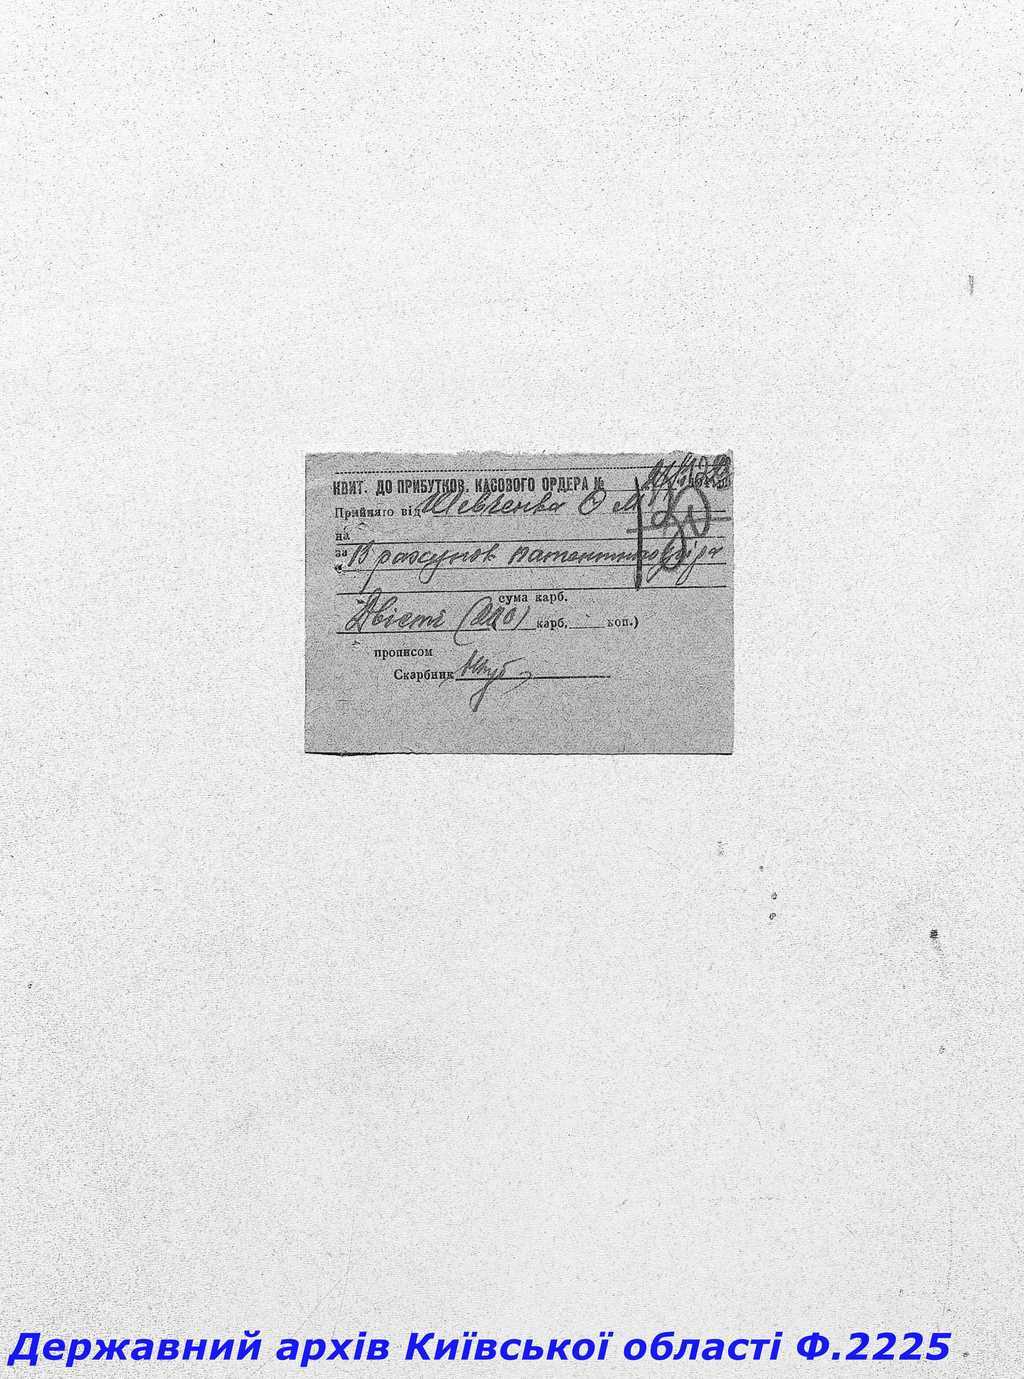 КВИТ. ДО ПРИБУТКОВ. КАСОВОГО ОРДЕРА №
Прийнято від Шевченка О М
на
за В рахунок патентного
сума карб.
Двісті (200) карб. коп.)
прописом
Скарбник
Державний архів Київської області Ф.2225